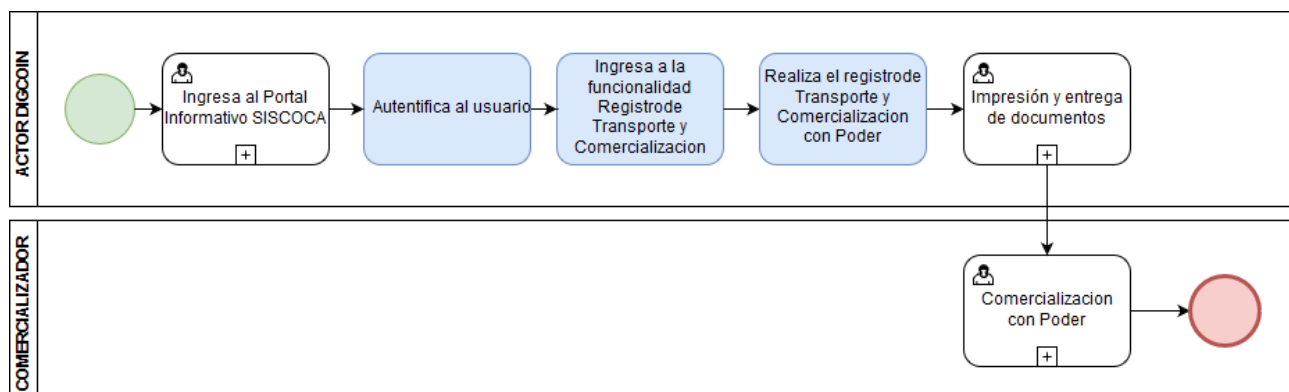 ACTOR DIGCOIN
Ingresa al Portal
Informativo SISCOCA
Autentifica al usuario
Ingresa a la
funcionalidad
Registrode
Transporte y
Comercializacion
Realiza el registrode
Transporte y
Comercializacion
con Poder
Impresión y entrega
de documentos
COMERCIALIZADOR
Comercializacion
con Poder